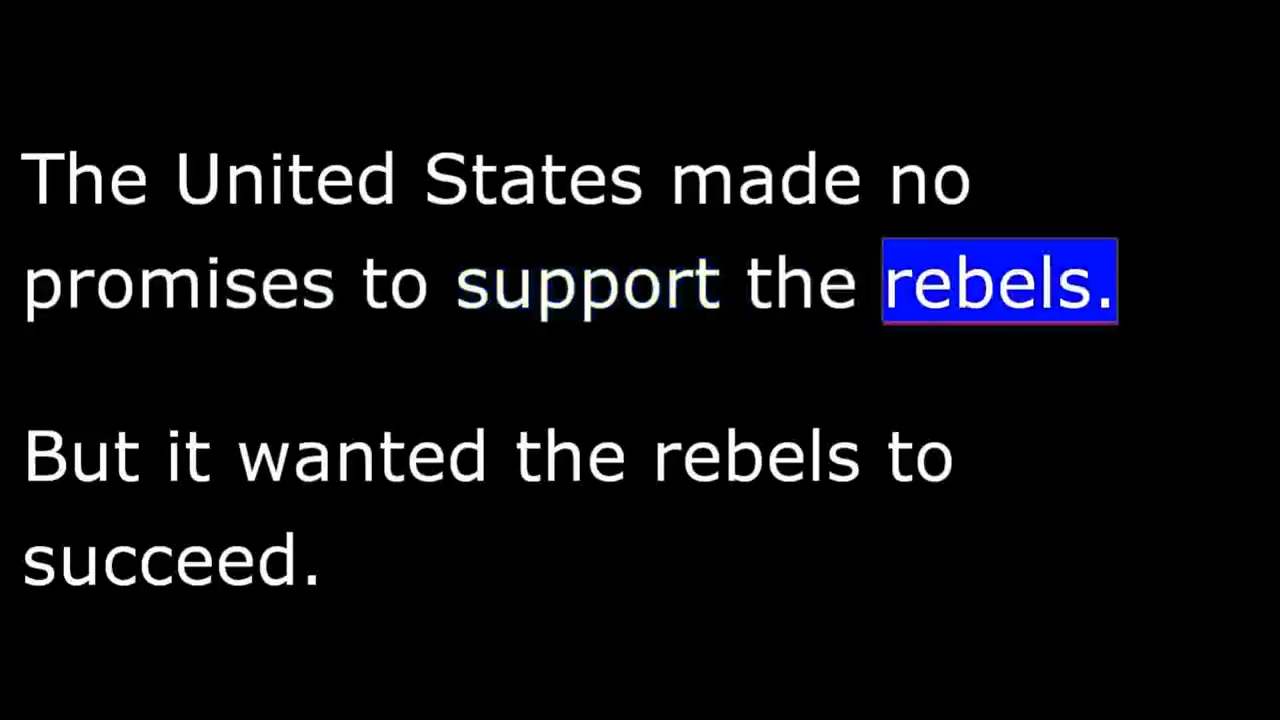 The United States made no
promises to support the rebels.
But it wanted the rebels to
succeed.